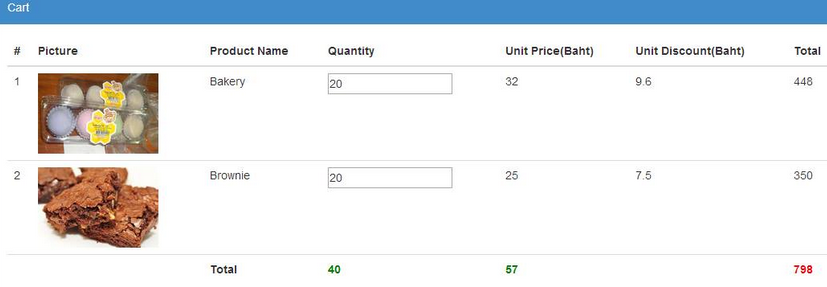 Cart
# Picture Product Name Quantity Unit Price(Baht) Unit Discount(Baht) Total
1 Bakery 20 32 9.6 448
2 Brownie 20 25 7.5 350
Total 40 57 798